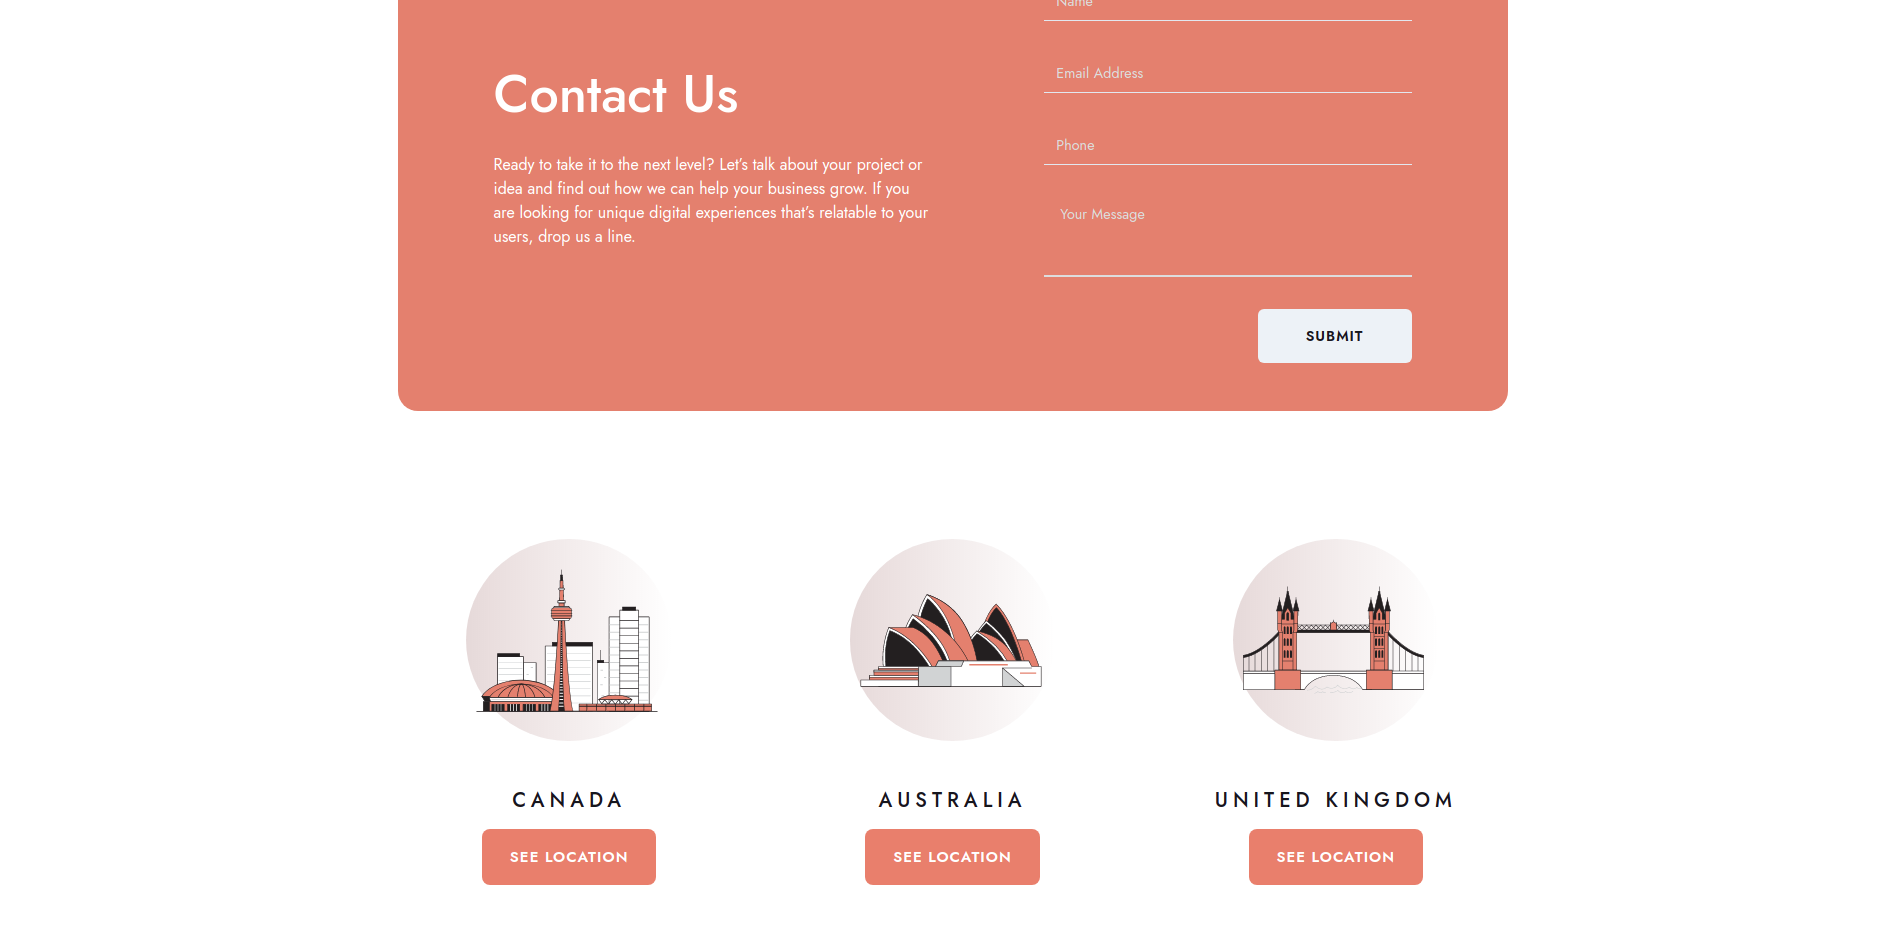 Name
Contact Us
Ready to take it to the next level? Let’s talk about your project or
idea and find out how we can help your business grow. If you
are looking for unique digital experiences that’s relatable to your
users, drop us a line.
Email Address
Phone
Your Message
SUBMIT
CANADA
SEE LOCATION
AUSTRALIA
SEE LOCATION
UNITED KINGDOM
SEE LOCATION